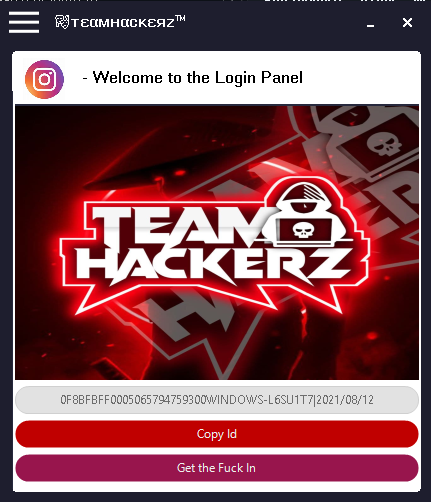 TEAMHACKERZ™
- Welcome to the Login Panel
TEAM
HACKERZ
0F8BFBFF0005065794759300WINDOWS-L6SU1T7|2021/08/12
Copy Id
Get the Fuck In